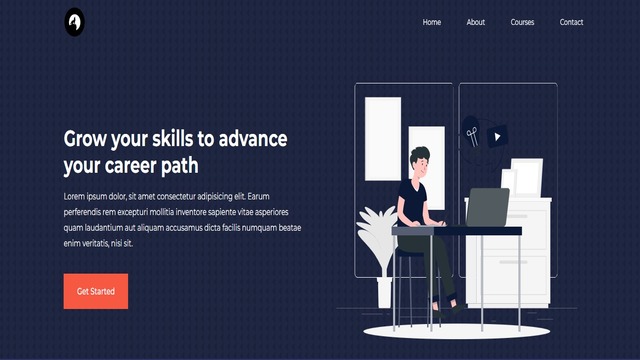 Home About Courses Contact
Grow your skills to advance
your career path
Lorem ipsum dolor, sit amet consectetur adipisicing elit. Earum
perferendis rem excepturi mollitia inventore sapiente vitae asperiores
quam laudantium aut aliquam accusamus dicta facilis numquam beatae
enim veritatis, nisi sit.
Get Started